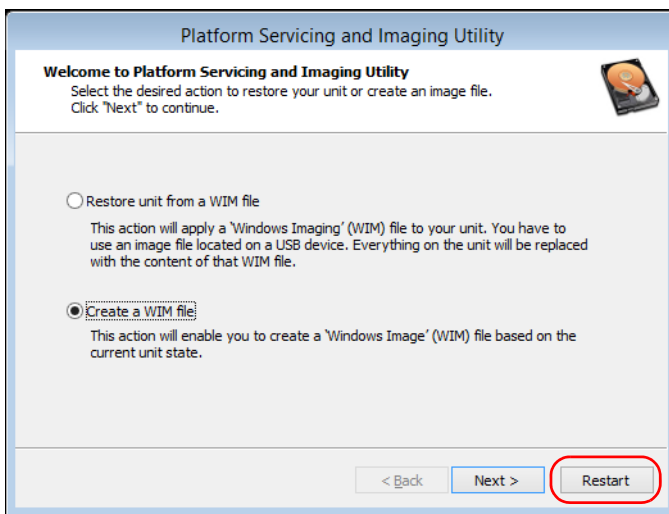 Platform Servicing and Imaging Utility
Welcome to Platform Servicing and Imaging Utility
Select the desired action to restore your unit or create an image file.
Click "Next" to continue.
Restore unit from a WIM file
This action will apply a ‘Windows Imaging’ (WIM) file to your unit. You have to
use an image file located on a USB device. Everything on the unit will be replaced
with the content of that WIM file.
Create a WIM file
This action will enable you to create a ‘Windows Image’ (WIM) file based on the
current unit state.
< Back Next > Restart